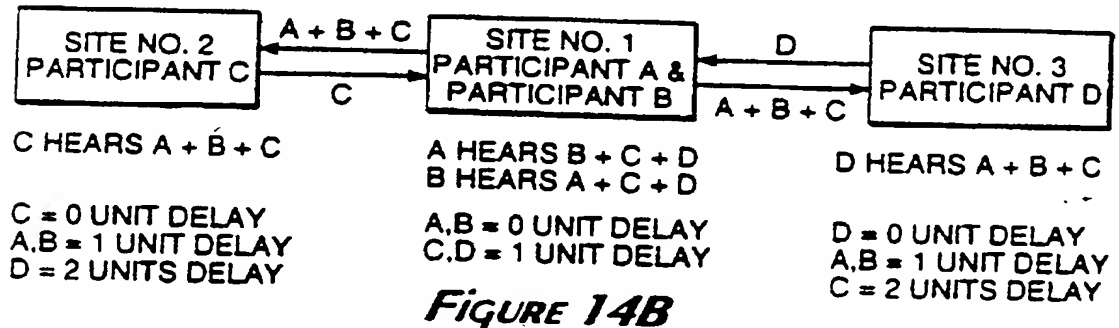 SITE NO. 2
PARTICIPANT C
A + B + C
C
SITE NO. 1
PARTICIPANT A &
PARTICIPANT B
D
A + B + C
SITE NO. 3
PARTICIPANT D
C HEARS A + B + C
A HEARS B + C + D
B HEARS A + C + D
D HEARS A + B + C
C = 0 UNIT DELAY
A,B = 1 UNIT DELAY
D = 2 UNITS DELAY
A,B = 0 UNIT DELAY
C,D = 1 UNIT DELAY
D = 0 UNIT DELAY
A,B = 1 UNIT DELAY
C = 2 UNITS DELAY
FIGURE 14B